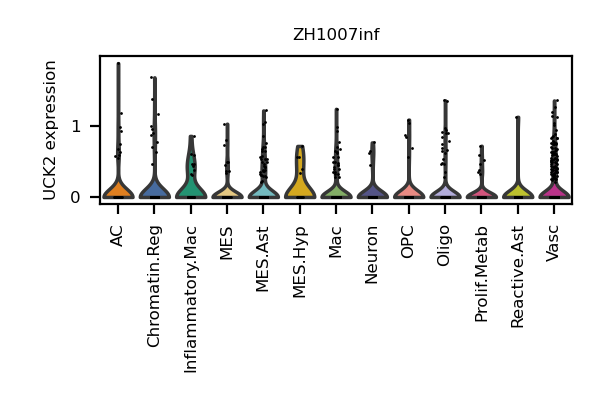 ZH1007inf
UCK2 expression
1
0
AC
Chromatin.Reg
Inflammatory.Mac
MES
MES.Ast
MES.Hyp
Mac
Neuron
OPC
Oligo
Prolif.Metab
Reactive.Ast
Vasc